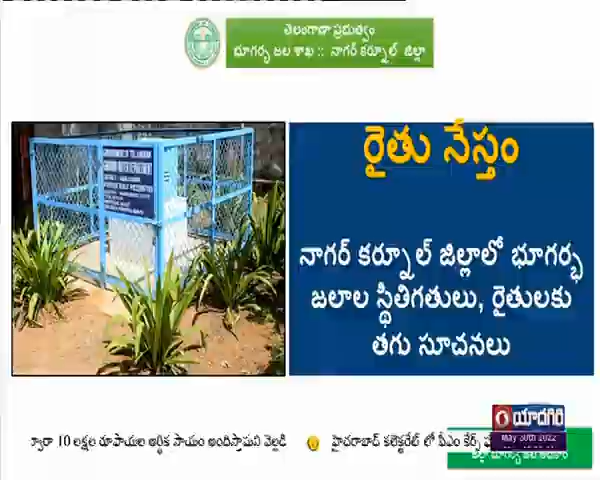 తెలంగాణా ప్రభుత్వం
భూగర్భ జల శాఖ :: నాగర్ కర్నూల్ జిల్లా
రైతు నేస్తం
నాగర్ కర్నూల్ జిల్లాలో భూగర్భ
జలాల స్థితిగతులు, రైతులకు
తగు సూచనలు
యాదగిరి
May 30th 2022
్వారా 10 లక్షల రూపాయల ఆర్థిక సాయం అందిస్తామని వెల్లడి
హైదరాబాద్ కలెక్టరేట్ లో పీఎం కేర్స్